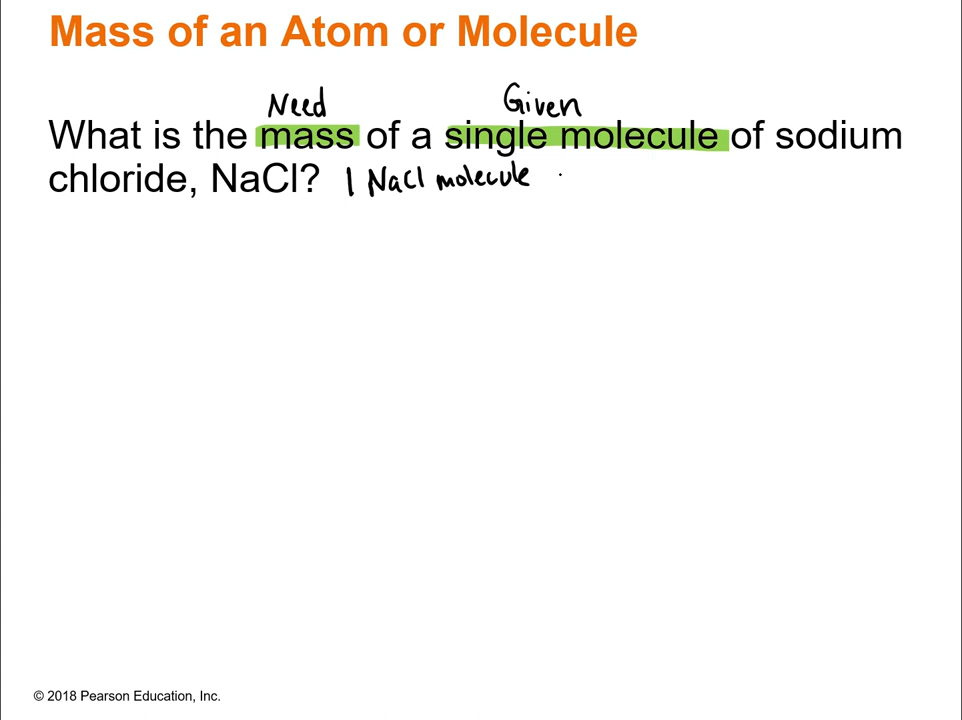 Mass of an Atom or Molecule
Need Given
What is the mass of a single molecule of sodium
chloride, NaCl? 1 NaCl molecule
© 2018 Pearson Education, Inc.